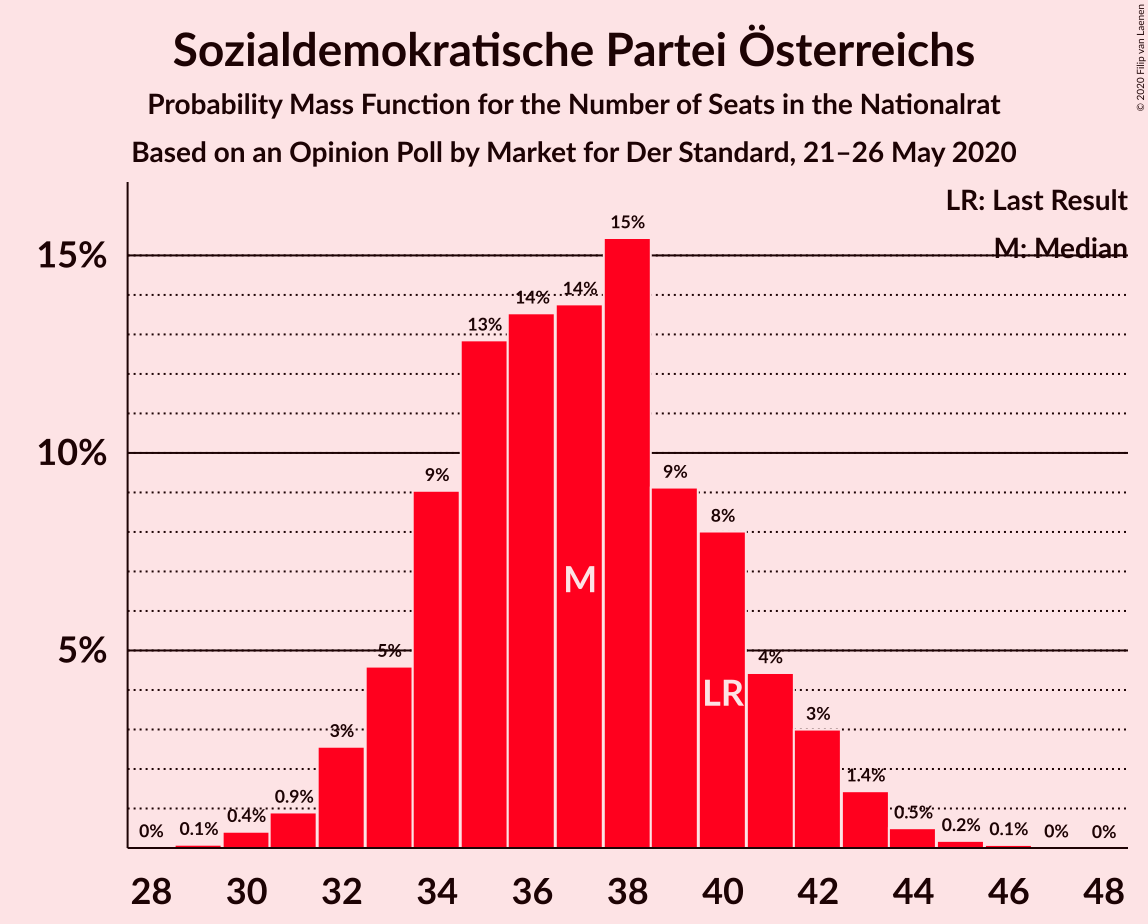 Sozialdemokratische Partei Österreichs
Probability Mass Function for the Number of Seats in the Nationalrat
Based on an Opinion Poll by Market for Der Standard, 21–26 May 2020
© 2020 Filip van Laenen
LR: Last Result
M: Median
15%
10%
5%
0%
0.1%
0.4%
0.9%
3%
5%
9%
13%
14%
14%
15%
9%
8%
4%
3%
1.4%
0.5%
0.2%
0.1%
0%
0%
M
LR
28 30 32 34 36 38 40 42 44 46 48